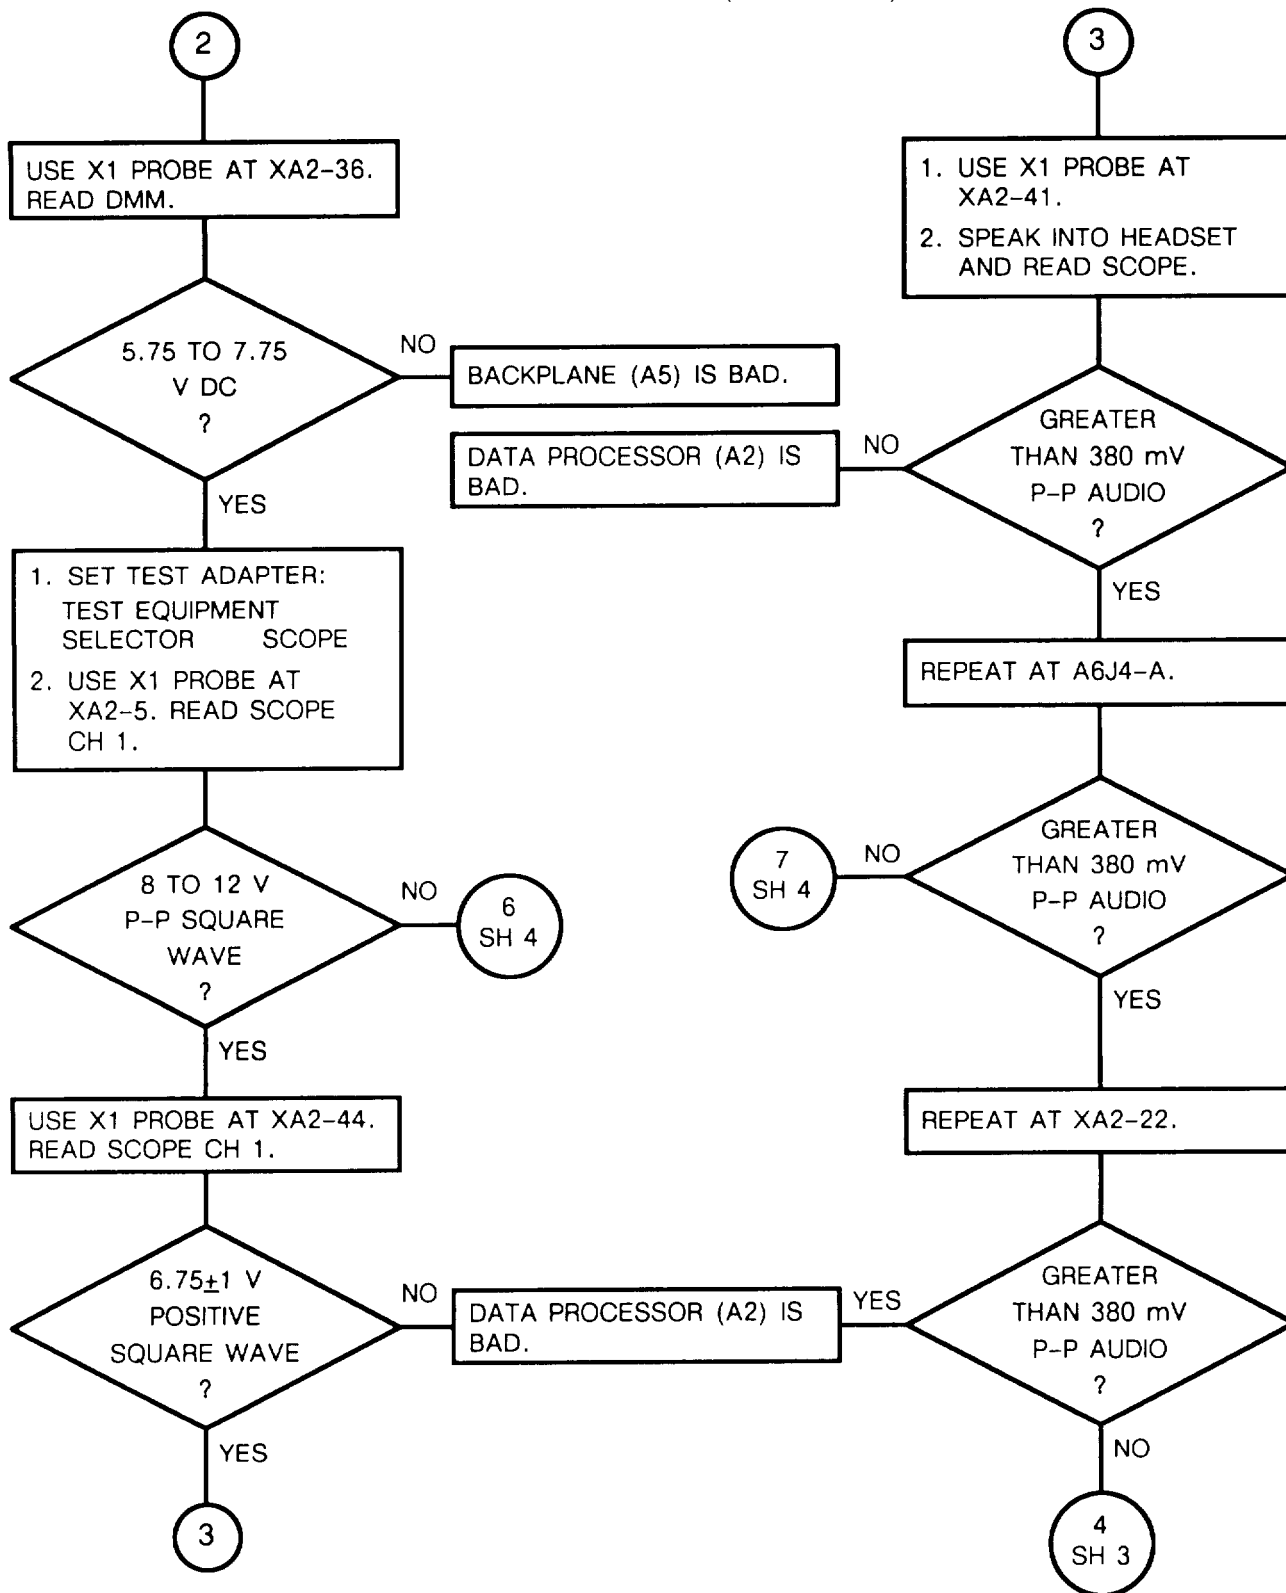 2
USE X1 PROBE AT XA2-36.
READ DMM.
5.75 TO 7.75
V DC
?
NO
BACKPLANE (A5) IS BAD.
YES
1. SET TEST ADAPTER:
TEST EQUIPMENT
SELECTOR SCOPE
2. USE X1 PROBE AT
XA2-5. READ SCOPE
CH 1.
8 TO 12 V
P-P SQUARE
WAVE
?
NO
6
SH 4
YES
USE X1 PROBE AT XA2-44.
READ SCOPE CH 1.
6.75±1 V
POSITIVE
SQUARE WAVE
?
NO
DATA PROCESSOR (A2) IS
BAD.
YES
3
3
1. USE X1 PROBE AT
XA2-41.
2. SPEAK INTO HEADSET
AND READ SCOPE.
GREATER
THAN 380 mV
P-P AUDIO
?
NO
DATA PROCESSOR (A2) IS
BAD.
YES
REPEAT AT A6J4-A.
GREATER
THAN 380 mV
P-P AUDIO
?
NO
7
SH 4
YES
REPEAT AT XA2-22.
GREATER
THAN 380 mV
P-P AUDIO
?
YES
NO
4
SH 3